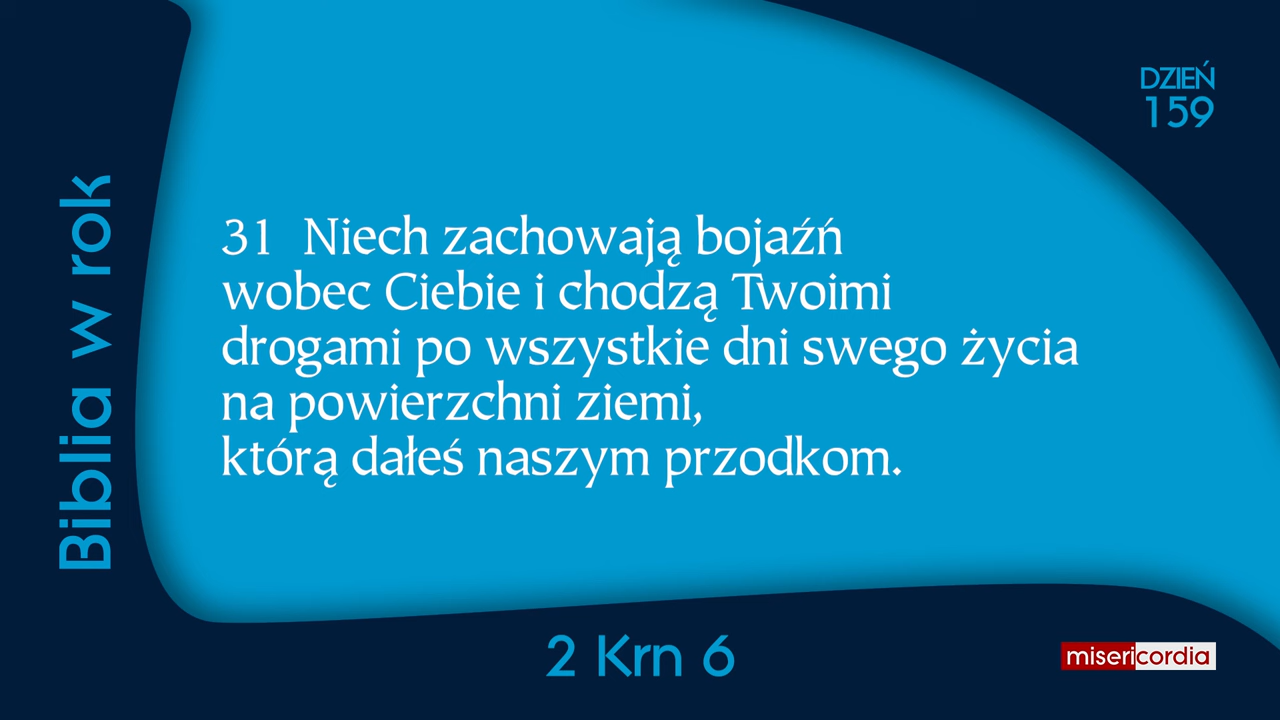 DZIEŃ
159
Biblia w rok
31 Niech zachowają bojaźń
wobec Ciebie i chodzą Twoimi
drogami po wszystkie dni swego życia
na powierzchni ziemi,
którą dałeś naszym przodkom.
2 Krn 6
misericordia